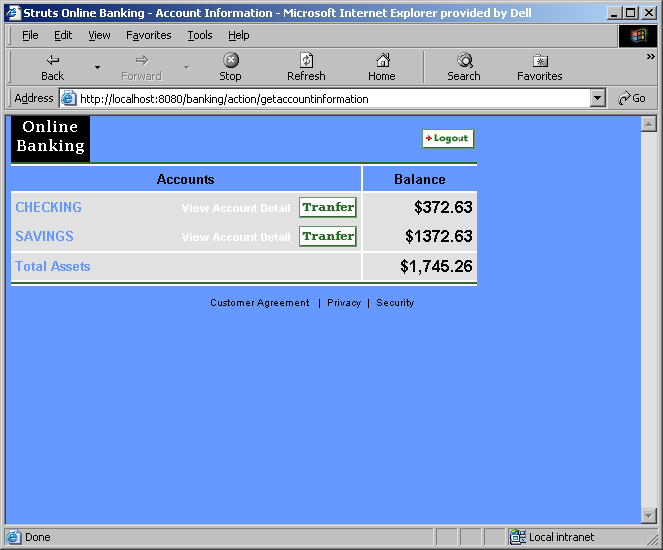 Struts Online Banking - Account Information - Microsoft Internet Explorer provided by Dell
File Edit View Favorites Tools Help
Back Forward Stop Refresh Home Search Favorites »
Address http://localhost:8080/banking/action/getaccountinformation Go
Online
Banking
Logout
Accounts Balance
CHECKING View Account Detail Tranfer $372.63
SAVINGS View Account Detail Tranfer $1372.63
Total Assets $1,745.26
Customer Agreement | Privacy | Security
Done Local intranet